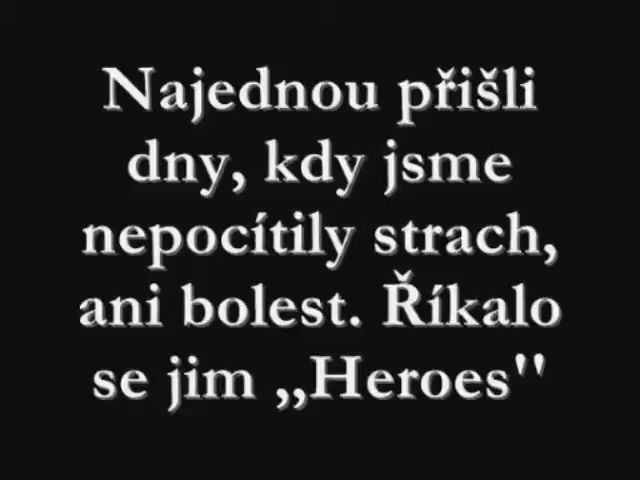 Najednou přišli
dny, kdy jsme
nepocítily strach,
ani bolest. Říkalo
se jim ,,Heroes"